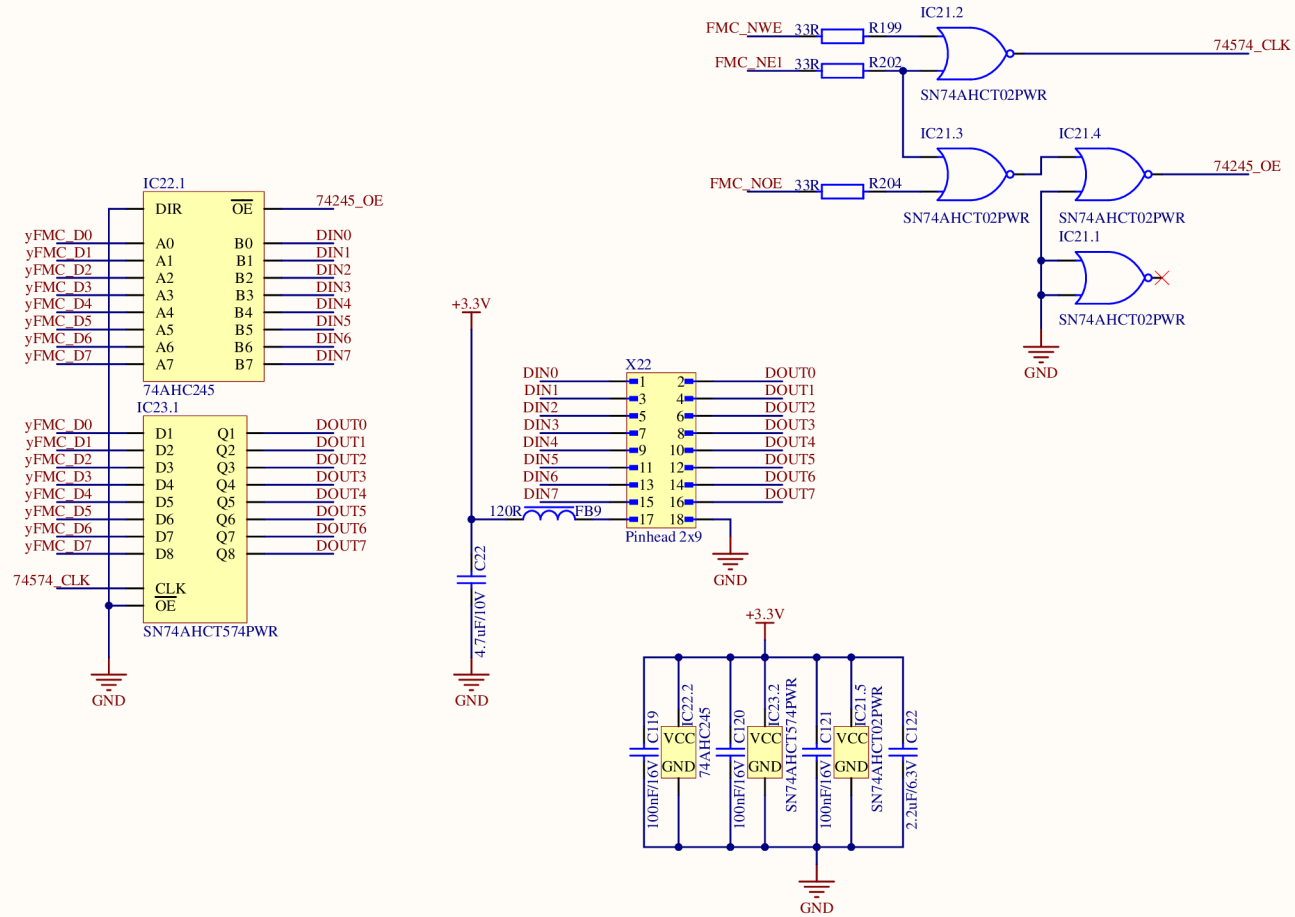 IC21.2
FMC_NWE 33R R199
74574_CLK
FMC_NE1 33R R202
SN74AHCT02PWR
IC21.3 IC21.4
FMC_NOE 33R R204
74245_OE
SN74AHCT02PWR SN74AHCT02PWR
IC21.1
SN74AHCT02PWR
GND
IC22.1
DIR OE 74245_OE
yFMC_D0 A0 B0 DIN0
yFMC_D1 A1 B1 DIN1
yFMC_D2 A2 B2 DIN2
yFMC_D3 A3 B3 DIN3
yFMC_D4 A4 B4 DIN4
yFMC_D5 A5 B5 DIN5
yFMC_D6 A6 B6 DIN6
yFMC_D7 A7 B7 DIN7
74AHC245
IC23.1
yFMC_D0 D1 Q1 DOUT0
yFMC_D1 D2 Q2 DOUT1
yFMC_D2 D3 Q3 DOUT2
yFMC_D3 D4 Q4 DOUT3
yFMC_D4 D5 Q5 DOUT4
yFMC_D5 D6 Q6 DOUT5
yFMC_D6 D7 Q7 DOUT6
yFMC_D7 D8 Q8 DOUT7
74574_CLK CLK
OE
SN74AHCT574PWR
GND
+3.3V
X22
DIN0 1 2 DOUT0
DIN1 3 4 DOUT1
DIN2 5 6 DOUT2
DIN3 7 8 DOUT3
DIN4 9 10 DOUT4
DIN5 11 12 DOUT5
DIN6 13 14 DOUT6
DIN7 15 16 DOUT7
120R FB9 17 18
Pinhead 2x9
GND
C22
4.7uF/10V
GND
+3.3V
C119
100nF/16V
VCC
GND
IC22.2
74AHC245
C120
100nF/16V
VCC
GND
IC23.2
SN74AHCT574PWR
C121
100nF/16V
VCC
GND
IC21.5
SN74AHCT02PWR
C122
2.2uF/6.3V
GND